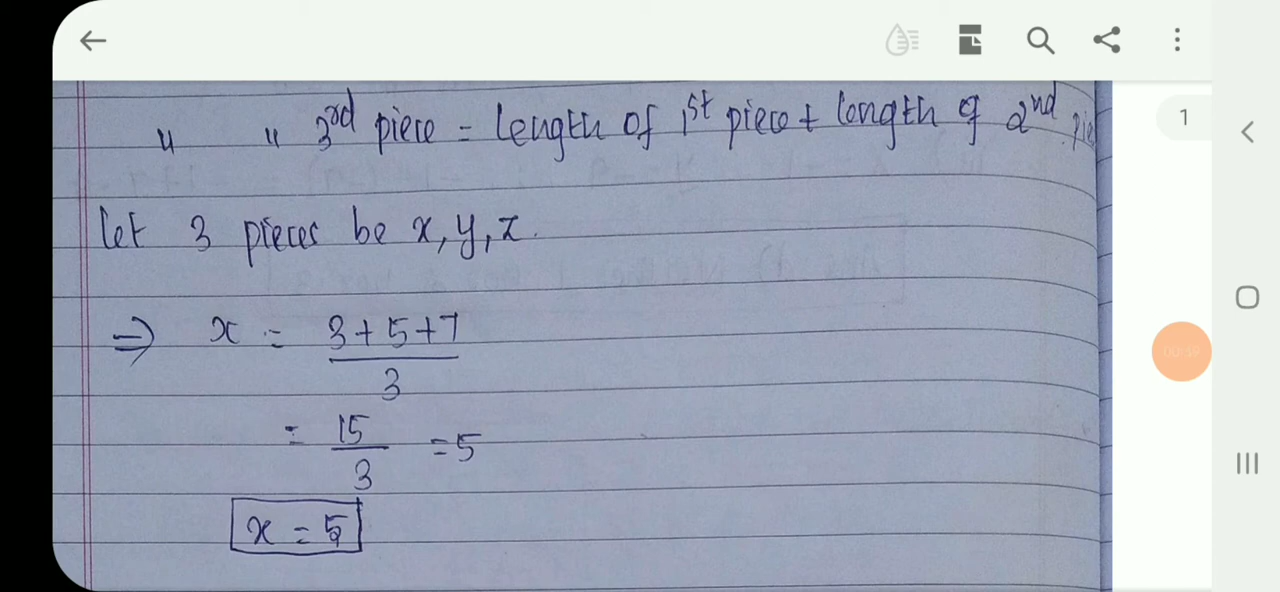 1
" " 3rd piece = Length of 1st piece + length of 2nd
let 3 pieces be x, y, z.
⇒ x = 3+5+7
3
= 15 = 5
3
x = 5